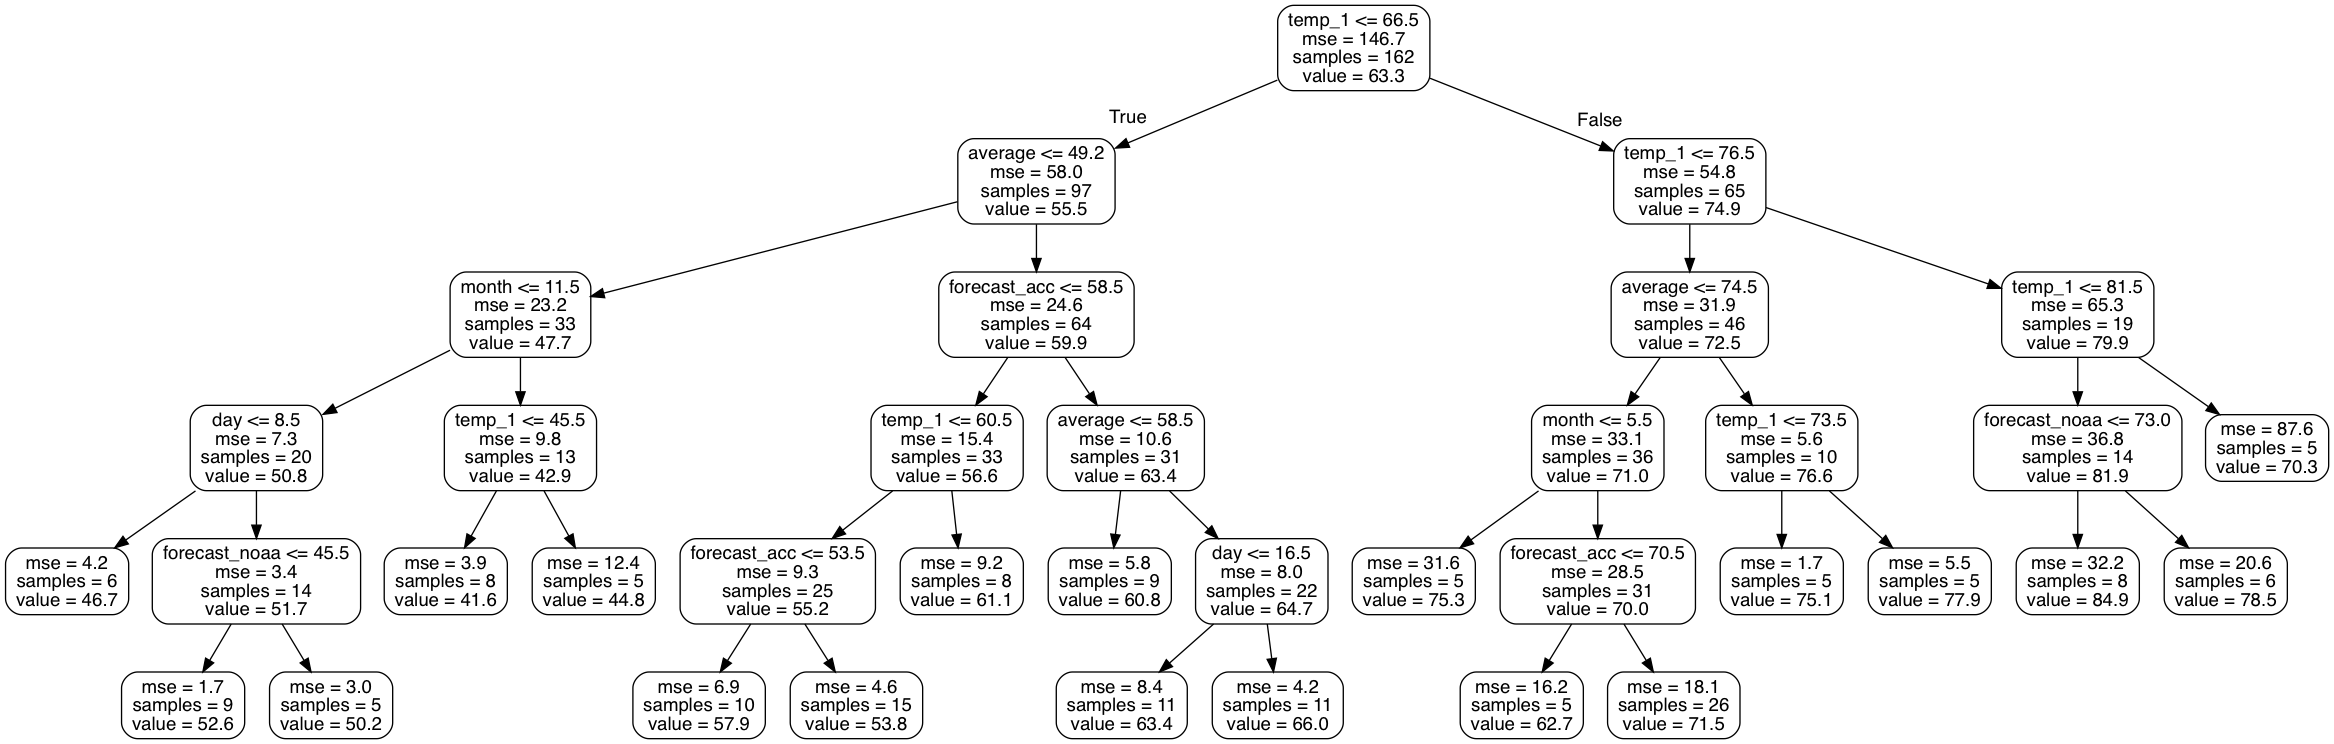 temp_1 <= 66.5
mse = 146.7
samples = 162
value = 63.3
True
False
average <= 49.2
mse = 58.0
samples = 97
value = 55.5
temp_1 <= 76.5
mse = 54.8
samples = 65
value = 74.9
month <= 11.5
mse = 23.2
samples = 33
value = 47.7
forecast_acc <= 58.5
mse = 24.6
samples = 64
value = 59.9
average <= 74.5
mse = 31.9
samples = 46
value = 72.5
temp_1 <= 81.5
mse = 65.3
samples = 19
value = 79.9
day <= 8.5
mse = 7.3
samples = 20
value = 50.8
temp_1 <= 45.5
mse = 9.8
samples = 13
value = 42.9
temp_1 <= 60.5
mse = 15.4
samples = 33
value = 56.6
average <= 58.5
mse = 10.6
samples = 31
value = 63.4
month <= 5.5
mse = 33.1
samples = 36
value = 71.0
temp_1 <= 73.5
mse = 5.6
samples = 10
value = 76.6
forecast_noaa <= 73.0
mse = 36.8
samples = 14
value = 81.9
mse = 87.6
samples = 5
value = 70.3
mse = 4.2
samples = 6
value = 46.7
forecast_noaa <= 45.5
mse = 3.4
samples = 14
value = 51.7
mse = 3.9
samples = 8
value = 41.6
mse = 12.4
samples = 5
value = 44.8
forecast_acc <= 53.5
mse = 9.3
samples = 25
value = 55.2
mse = 9.2
samples = 8
value = 61.1
mse = 5.8
samples = 9
value = 60.8
day <= 16.5
mse = 8.0
samples = 22
value = 64.7
mse = 31.6
samples = 5
value = 75.3
forecast_acc <= 70.5
mse = 28.5
samples = 31
value = 70.0
mse = 1.7
samples = 5
value = 75.1
mse = 5.5
samples = 5
value = 77.9
mse = 32.2
samples = 8
value = 84.9
mse = 20.6
samples = 6
value = 78.5
mse = 1.7
samples = 9
value = 52.6
mse = 3.0
samples = 5
value = 50.2
mse = 6.9
samples = 10
value = 57.9
mse = 4.6
samples = 15
value = 53.8
mse = 8.4
samples = 11
value = 63.4
mse = 4.2
samples = 11
value = 66.0
mse = 16.2
samples = 5
value = 62.7
mse = 18.1
samples = 26
value = 71.5